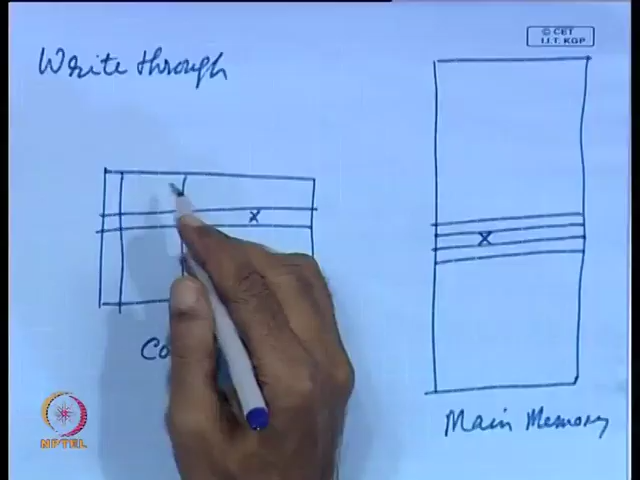 © CET
I.I.T. KGP
Write through
X
X
Main Memory
NPTEL